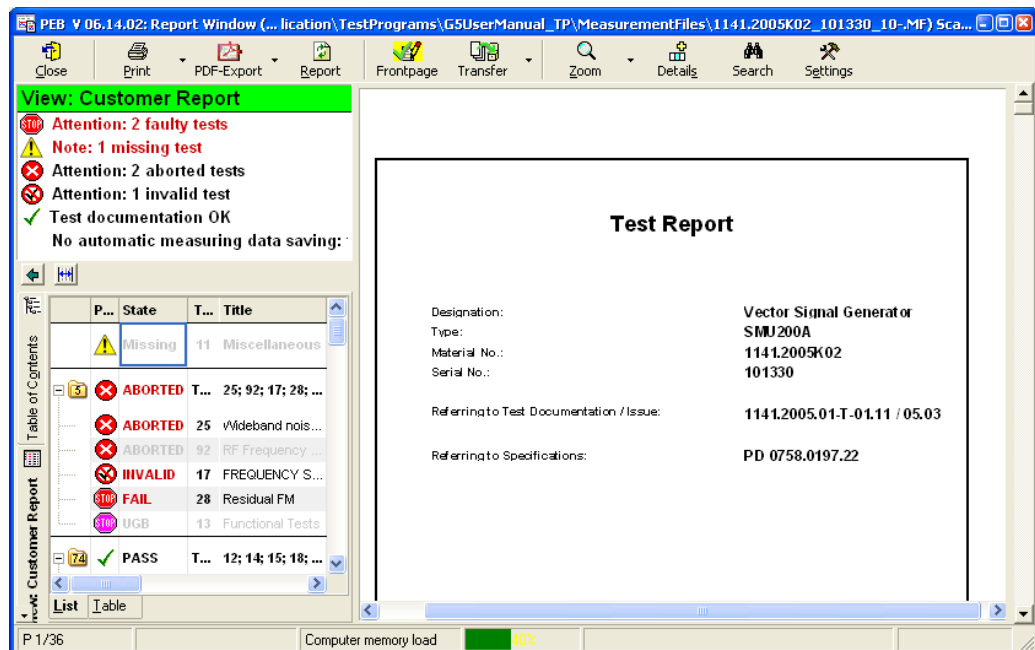 PEB V 06.14.02: Report Window (... lication\TestPrograms\G5UserManual_TP\MeasurementFiles\1141.2005K02_101330_10-.MF) Sca...
Close Print PDF-Export Report Frontpage Transfer Zoom Details Search Settings
View: Customer Report
Attention: 2 faulty tests
Note: 1 missing test
Attention: 2 aborted tests
Attention: 1 invalid test
Test documentation OK
No automatic measuring data saving:
P... State T... Title
Missing 11 Miscellaneous
5 ABORTED T... 25; 92; 17; 28; ...
ABORTED 25 Wideband nois...
ABORTED 92 RF Frequency ...
INVALID 17 FREQUENCY S...
STOP FAIL 28 Residual FM
STOP UGB 13 Functional Tests
74 PASS T... 12; 14; 15; 18; ...
List Table
Table of Contents
View: Customer Report
Test Report
Designation: Vector Signal Generator
Type: SMU200A
Material No.: 1141.2005K02
Serial No.: 101330
Referring to Test Documentation / Issue: 1141.2005.01-T-01.11 / 05.03
Referring to Specifications: PD 0758.0197.22
P 1/36 Computer memory load 40%